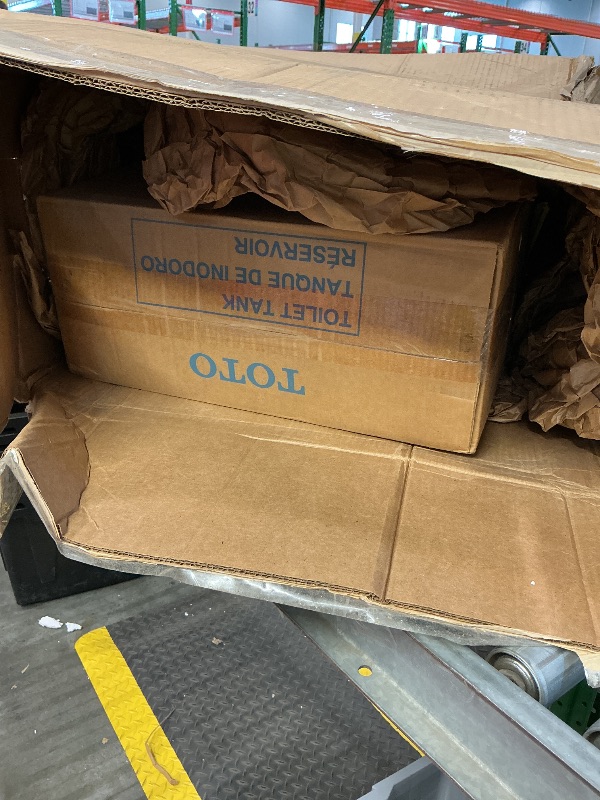 TOTO
TOILET TANK
TANQUE DE INODORO
RÉSERVOIR